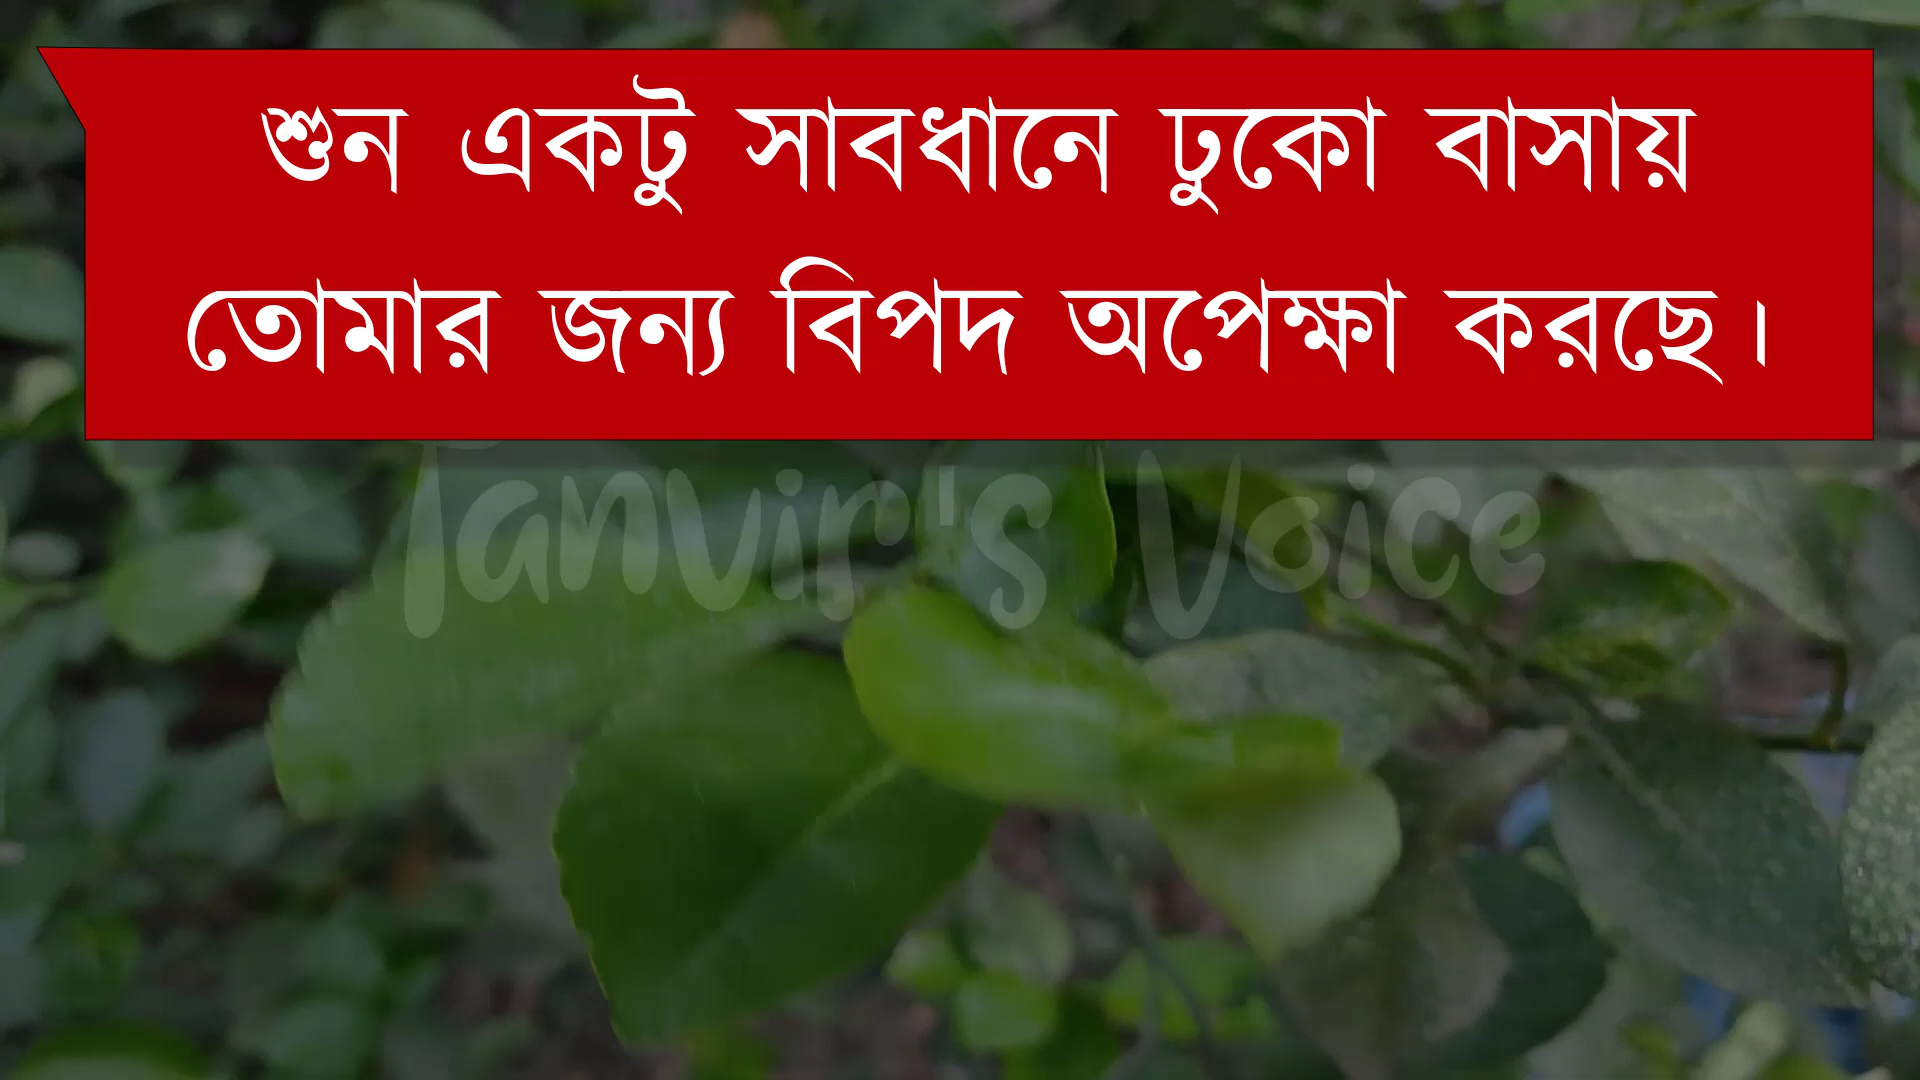 শুন একটু সাবধানে ঢুকো বাসায়
তোমার জন্য বিপদ অপেক্ষা করছে।
Tanvir's Voice